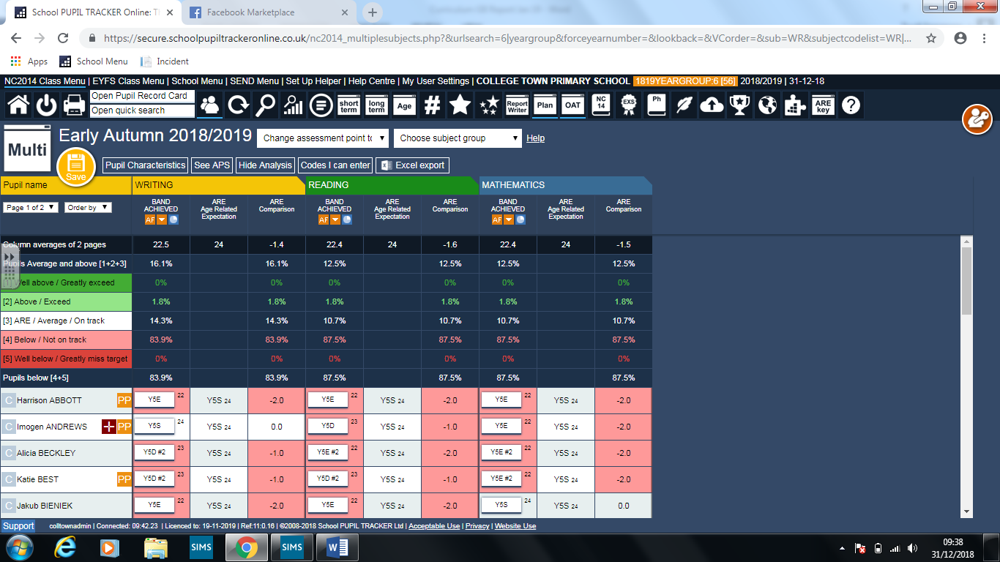 School PUPIL TRACKER Online: Th
Facebook Marketplace
https://secure.schoolpupiltrackeronline.co.uk/nc2014_multiplesubjects.php?&urlsearch=6|yeargroup&forceyearnumber=&lookback=&VCorder=&sub=WR&subjectcodelist=WR|...
Apps School Menu Incident
NC2014 Class Menu | EYFS Class Menu | School Menu | SEND Menu | Set Up Helper | Help Centre | My User Settings | COLLEGE TOWN PRIMARY SCHOOL 1819YEARGROUP:6 [56] 2018/2019 | 31-12-18
Open Pupil Record Card
Open quick search
short term long term Age # Report Writer Plan OAT NC 14 EXS Ph ARE key ?
Multi
Early Autumn 2018/2019 Change assessment point to Choose subject group Help
Save
Pupil Characteristics See APS Hide Analysis Codes I can enter Excel export
Pupil name WRITING READING MATHEMATICS
Page 1 of 2 Order by
BAND ACHIEVED ARE Age Related Expectation ARE Comparison BAND ACHIEVED ARE Age Related Expectation ARE Comparison BAND ACHIEVED ARE Age Related Expectation ARE Comparison
AF AF AF
Column averages of 2 pages 22.5 24 -1.4 22.4 24 -1.6 22.4 24 -1.5
Pupils Average and above [1+2+3] 16.1% 16.1% 12.5% 12.5% 12.5% 12.5%
Well above / Greatly exceed 0% 0% 0% 0% 0% 0%
[2] Above / Exceed 1.8% 1.8% 1.8% 1.8% 1.8% 1.8%
[3] ARE / Average / On track 14.3% 14.3% 10.7% 10.7% 10.7% 10.7%
[4] Below / Not on track 83.9% 83.9% 87.5% 87.5% 87.5% 87.5%
[5] Well below / Greatly miss target 0% 0% 0% 0% 0% 0%
Pupils below [4+5] 83.9% 83.9% 87.5% 87.5% 87.5% 87.5%
C Harrison ABBOTT PP Y5E 22 Y5S 24 -2.0 Y5E 22 Y5S 24 -2.0 Y5E 22 Y5S 24 -2.0
C Imogen ANDREWS PP Y5S 24 Y5S 24 0.0 Y5D 23 Y5S 24 -1.0 Y5E 22 Y5S 24 -2.0
C Alicia BECKLEY Y5D #2 23 Y5S 24 -1.0 Y5E #2 22 Y5S 24 -2.0 Y5E #2 22 Y5S 24 -2.0
C Katie BEST PP Y5D #2 23 Y5S 24 -1.0 Y5D #2 23 Y5S 24 -1.0 Y5E #2 22 Y5S 24 -2.0
C Jakub BIENIEK Y5E 22 Y5S 24 -2.0 Y5E 22 Y5S 24 -2.0 Y5S 24 Y5S 24 0.0
Support colltownadmin | Connected: 09:42.23 | Licenced to: 19-11-2019 | Ref:11:0.16 | ©2008-2018 School PUPIL TRACKER Ltd | Acceptable Use | Privacy | Website Use
SIMS SIMS
09:38
31/12/2018